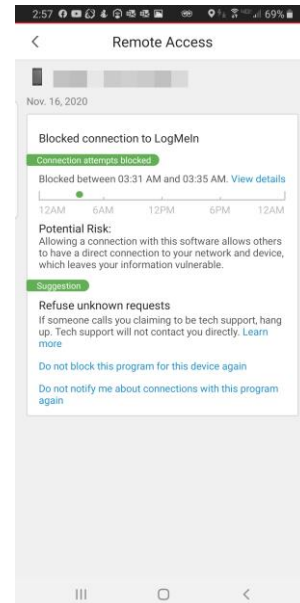 2:57
69%
Remote Access
Nov. 16, 2020
Blocked connection to LogMeIn
Connection attempts blocked
Blocked between 03:31 AM and 03:35 AM. View details
12AM 6AM 12PM 6PM 12AM
Potential Risk:
Allowing a connection with this software allows others
to have a direct connection to your network and device,
which leaves your information vulnerable.
Suggestion
Refuse unknown requests
If someone calls you claiming to be tech support, hang
up. Tech support will not contact you directly. Learn
more
Do not block this program for this device again
Do not notify me about connections with this program
again